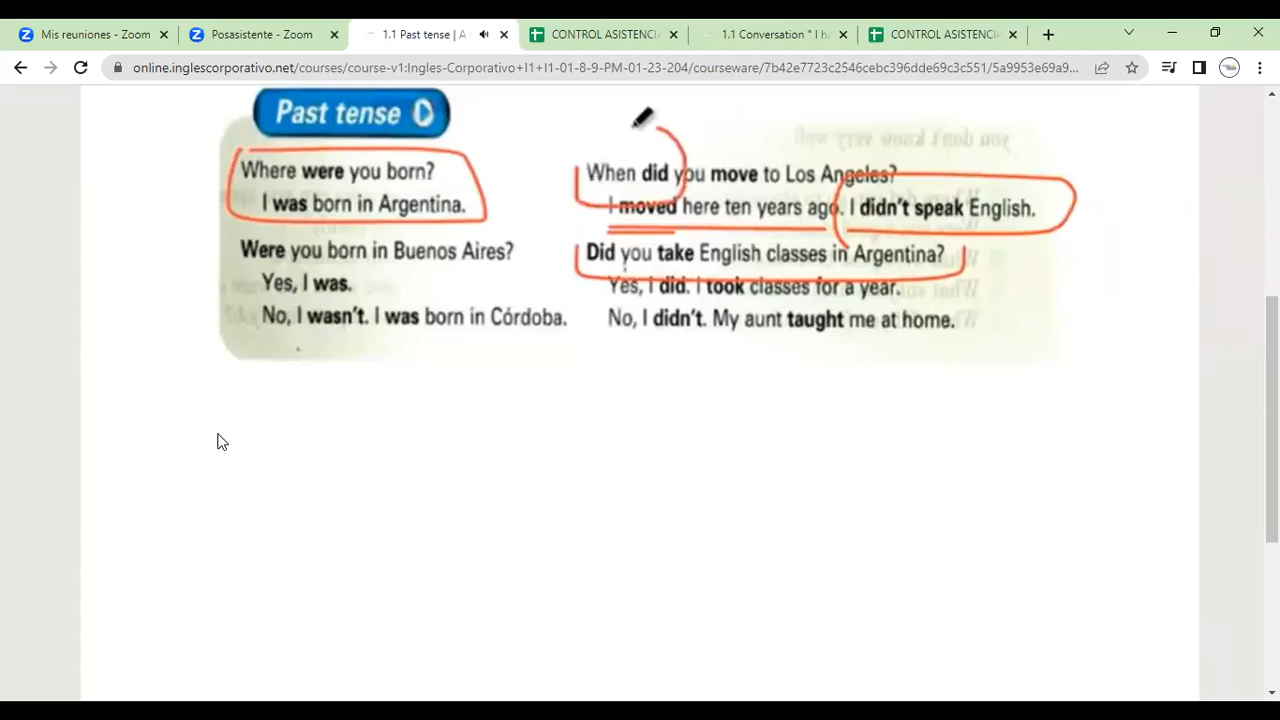 Mis reuniones - Zoom
Posasistente - Zoom
1.1 Past tense | A
CONTROL ASISTENCIA
1.1 Conversation " I ha
CONTROL ASISTENCIA
online.inglescorporativo.net/courses/course-v1:Ingles-Corporativo+I1+I1-01-8-9-PM-01-23-204/courseware/7b42e7723c2546cebc396dde69c3c551/5a9953e69a9...
Past tense
Where were you born?
I was born in Argentina.
Were you born in Buenos Aires?
Yes, I was.
No, I wasn't. I was born in Córdoba.
When did you move to Los Angeles?
I moved here ten years ago. I didn't speak English.
Did you take English classes in Argentina?
Yes, I did. I took classes for a year.
No, I didn't. My aunt taught me at home.